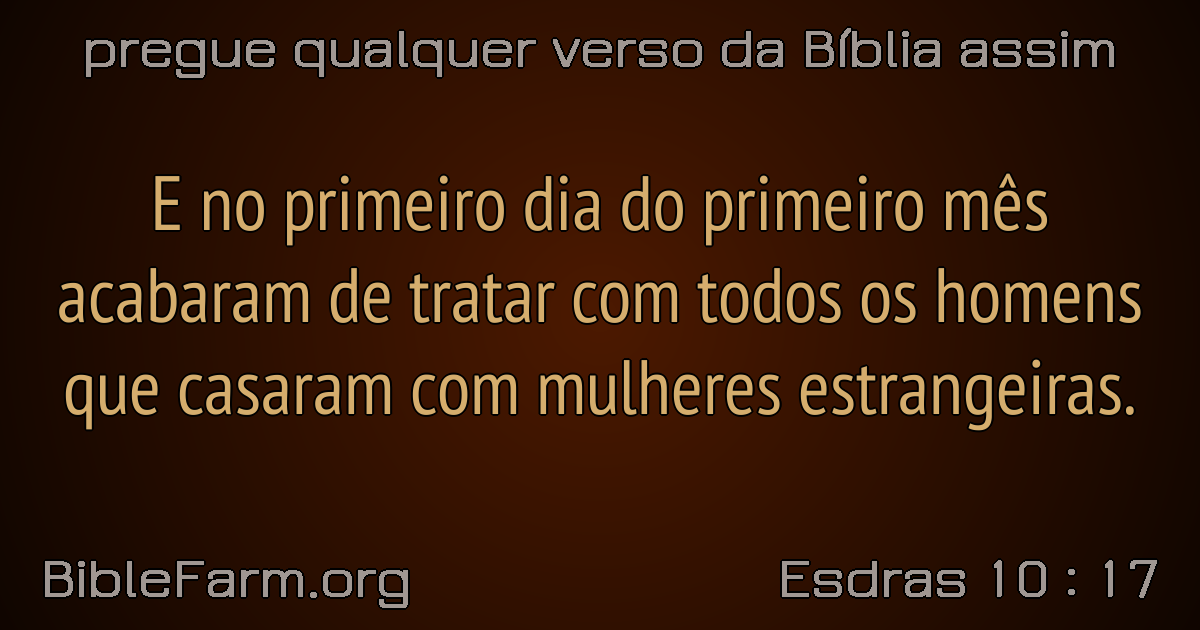 pregue qualquer verso da Bíblia assim
E no primeiro dia do primeiro mês
acabaram de tratar com todos os homens
que casaram com mulheres estrangeiras.
BibleFarm.org
Esdras 10 : 17